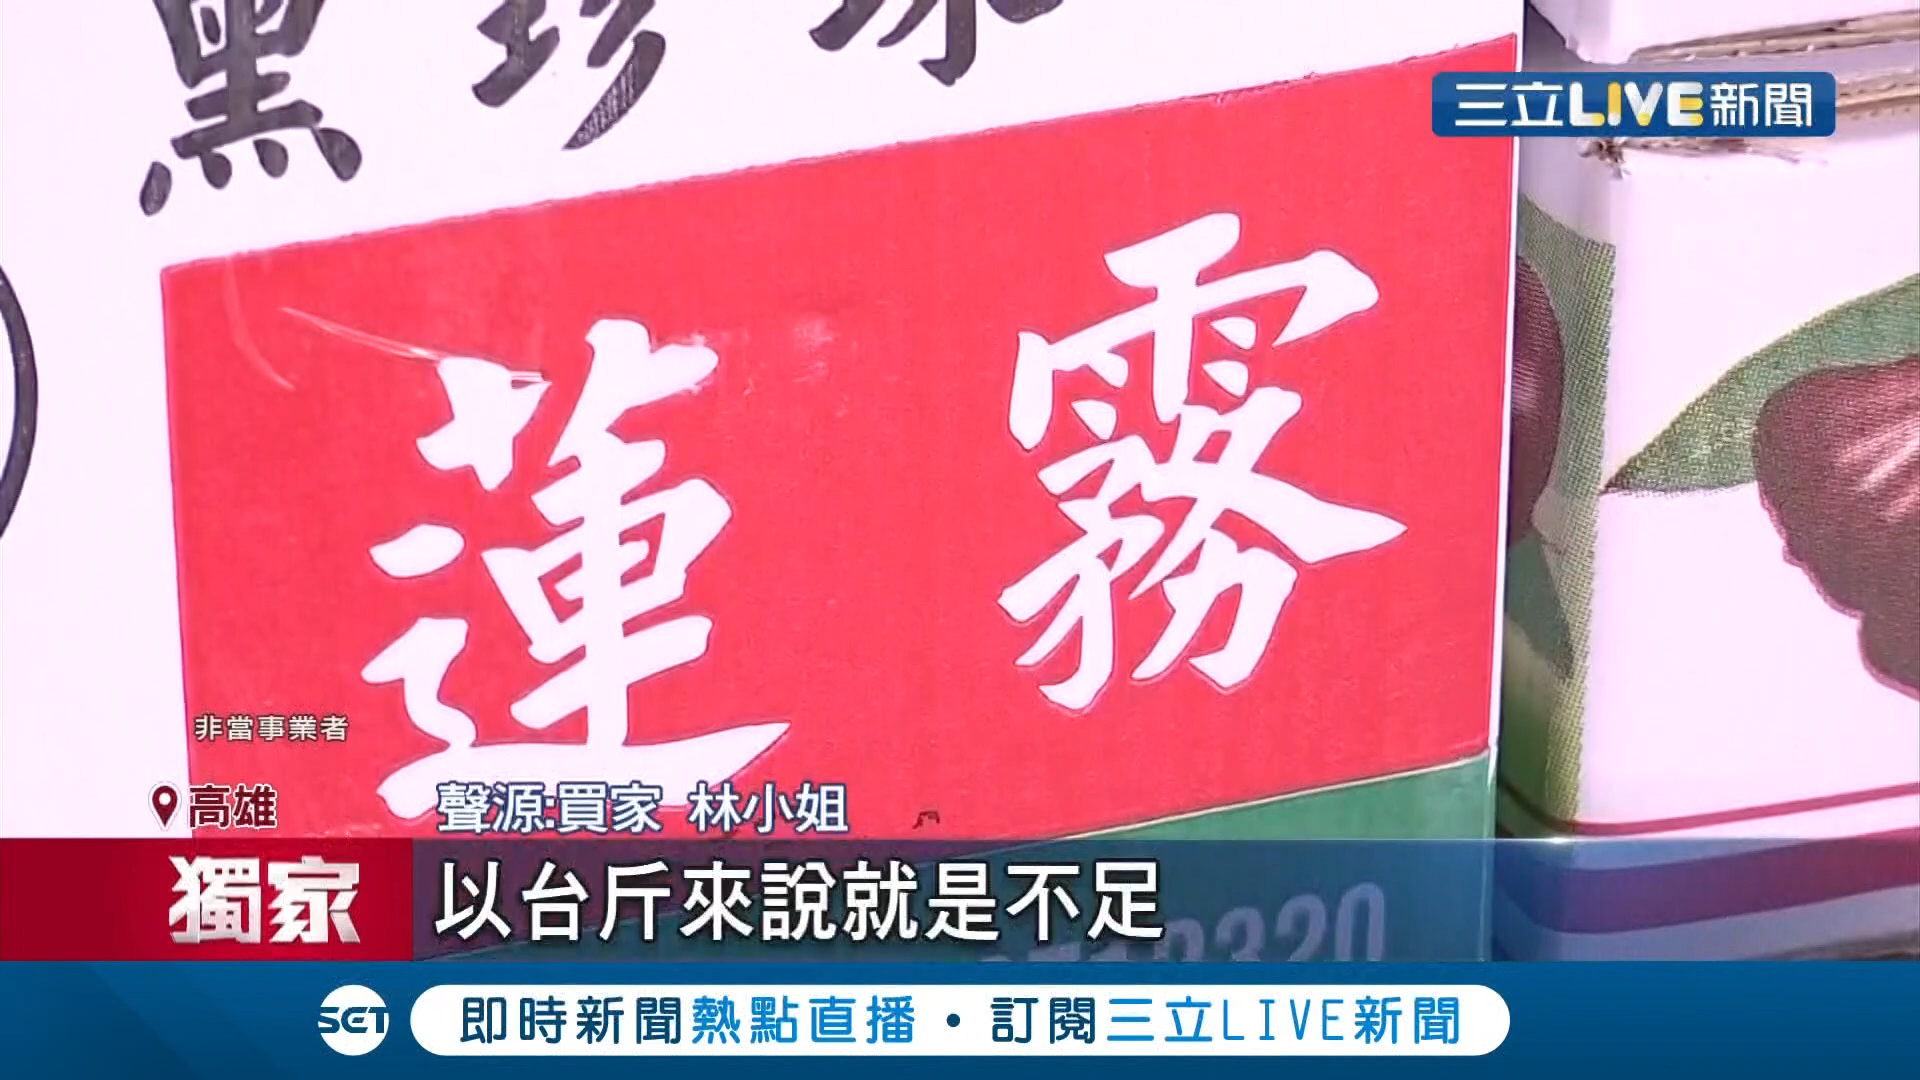 黑珍珠
三立LIVE新聞
蓮霧
非當事業者
高雄
聲源:買家 林小姐
獨家
以台斤來說就是不足
320
SET
即時新聞熱點直播・訂閱三立LIVE新聞